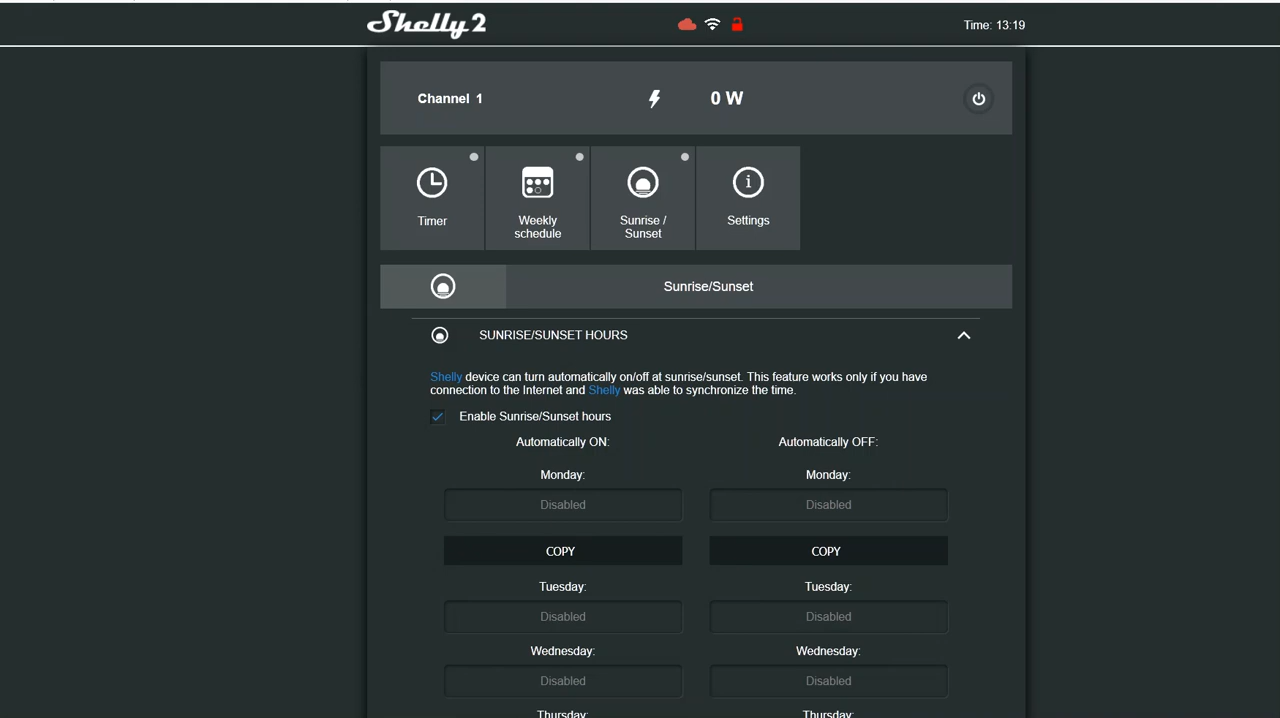 Shelly 2
Time: 13:19
Channel 1
0 W
Timer
Weekly
schedule
Sunrise /
Sunset
Settings
Sunrise/Sunset
SUNRISE/SUNSET HOURS
Shelly device can turn automatically on/off at sunrise/sunset. This feature works only if you have
connection to the Internet and Shelly was able to synchronize the time.
Enable Sunrise/Sunset hours
Automatically ON: Automatically OFF:
Monday: Monday:
Disabled Disabled
COPY COPY
Tuesday: Tuesday:
Disabled Disabled
Wednesday: Wednesday:
Disabled Disabled
Thursday: Thursday: